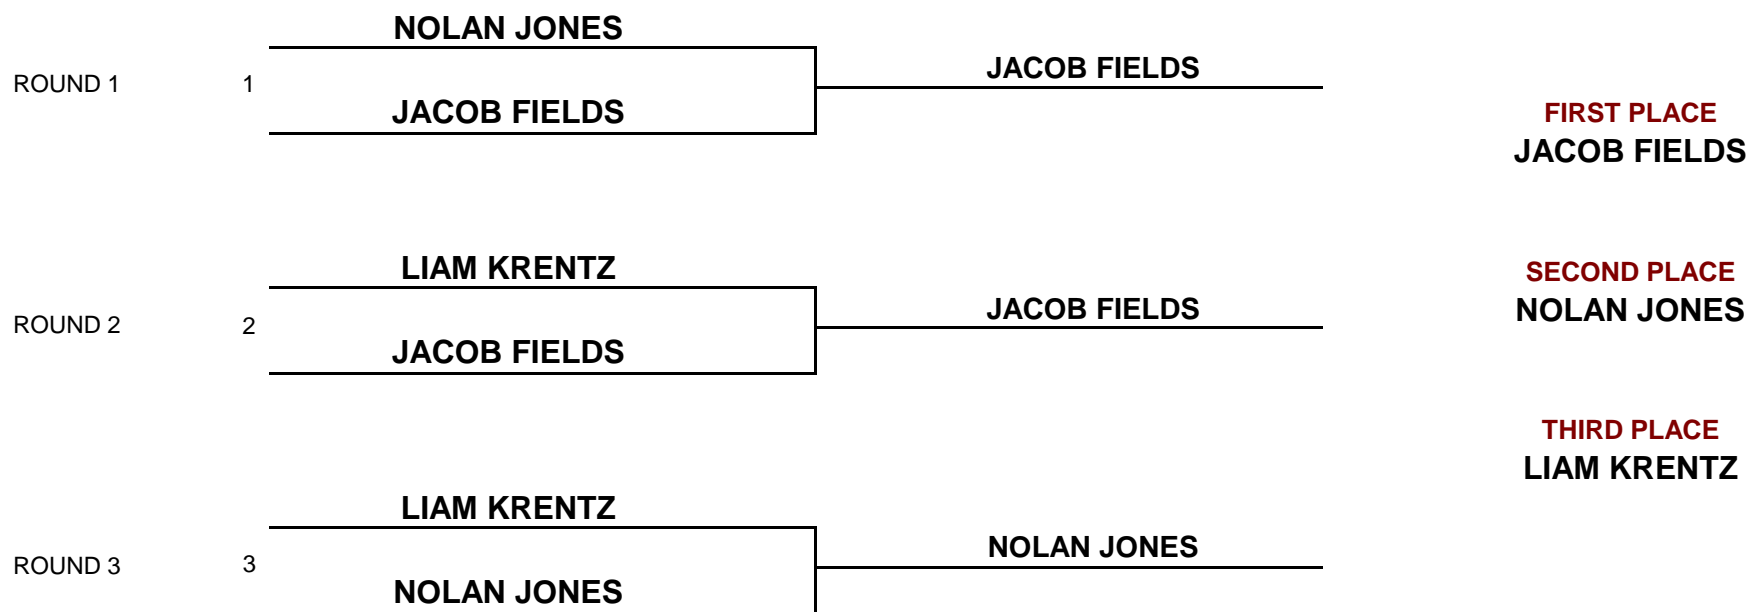 NOLAN JONES
ROUND 1 1 JACOB FIELDS
JACOB FIELDS
FIRST PLACE
JACOB FIELDS
LIAM KRENTZ
ROUND 2 2 JACOB FIELDS
JACOB FIELDS
SECOND PLACE
NOLAN JONES
THIRD PLACE
LIAM KRENTZ
LIAM KRENTZ
ROUND 3 3 NOLAN JONES
NOLAN JONES